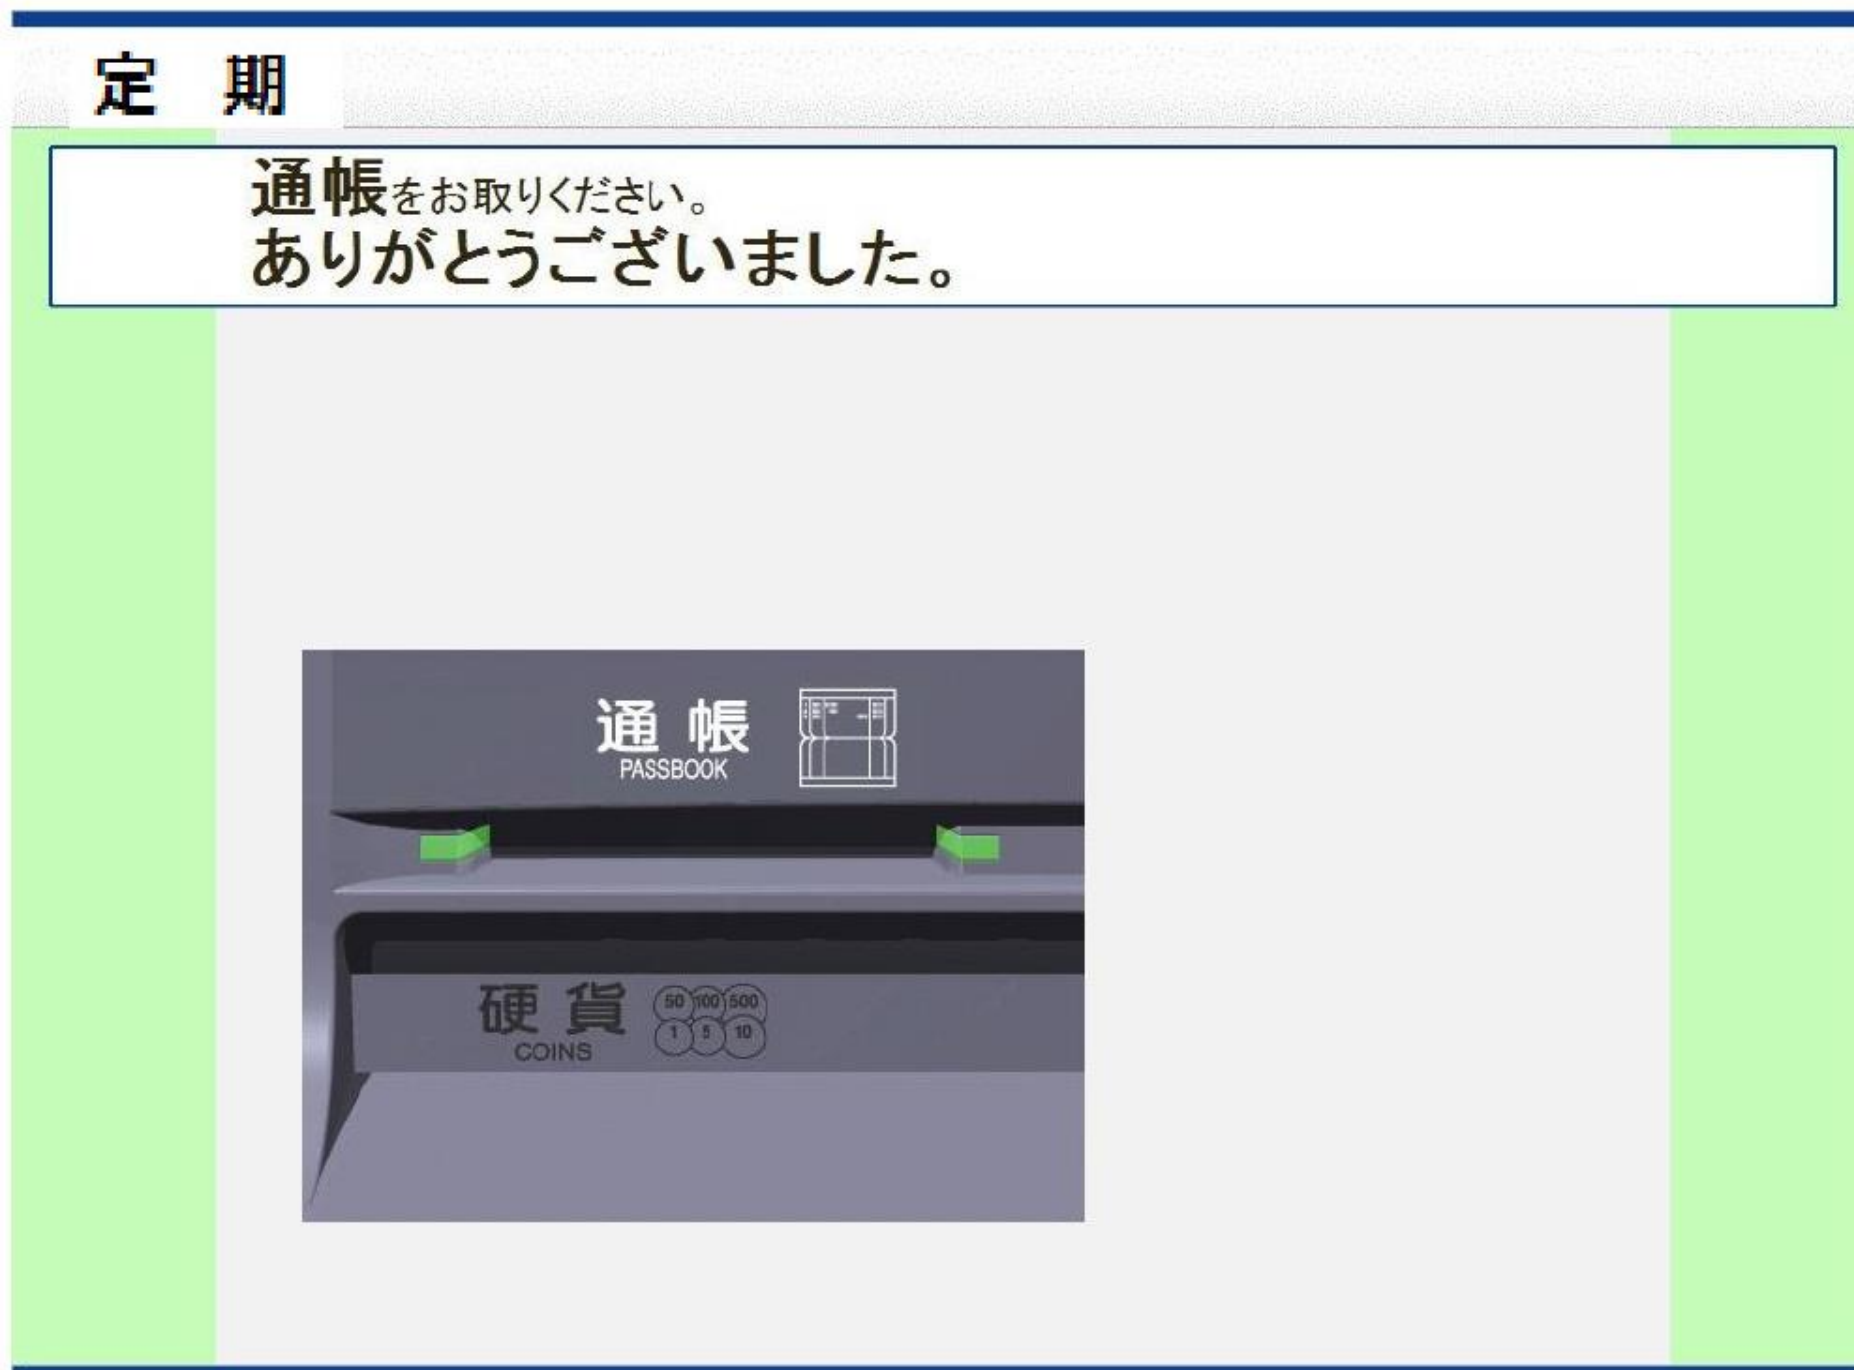 定 期
通帳をお取りください。
ありがとうございました。
通 帳
PASSBOOK
硬 貨
COINS
50 100 500
1 5 10